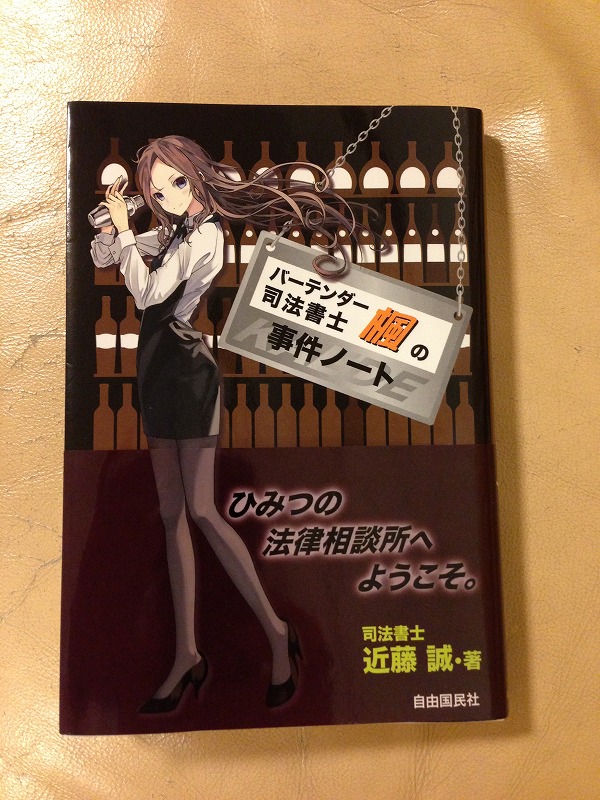 バーテンダー
司法書士 楓の
事件ノート
KAEDE
ひみつの
法律相談所へ
ようこそ。
司法書士
近藤 誠・著
自由国民社